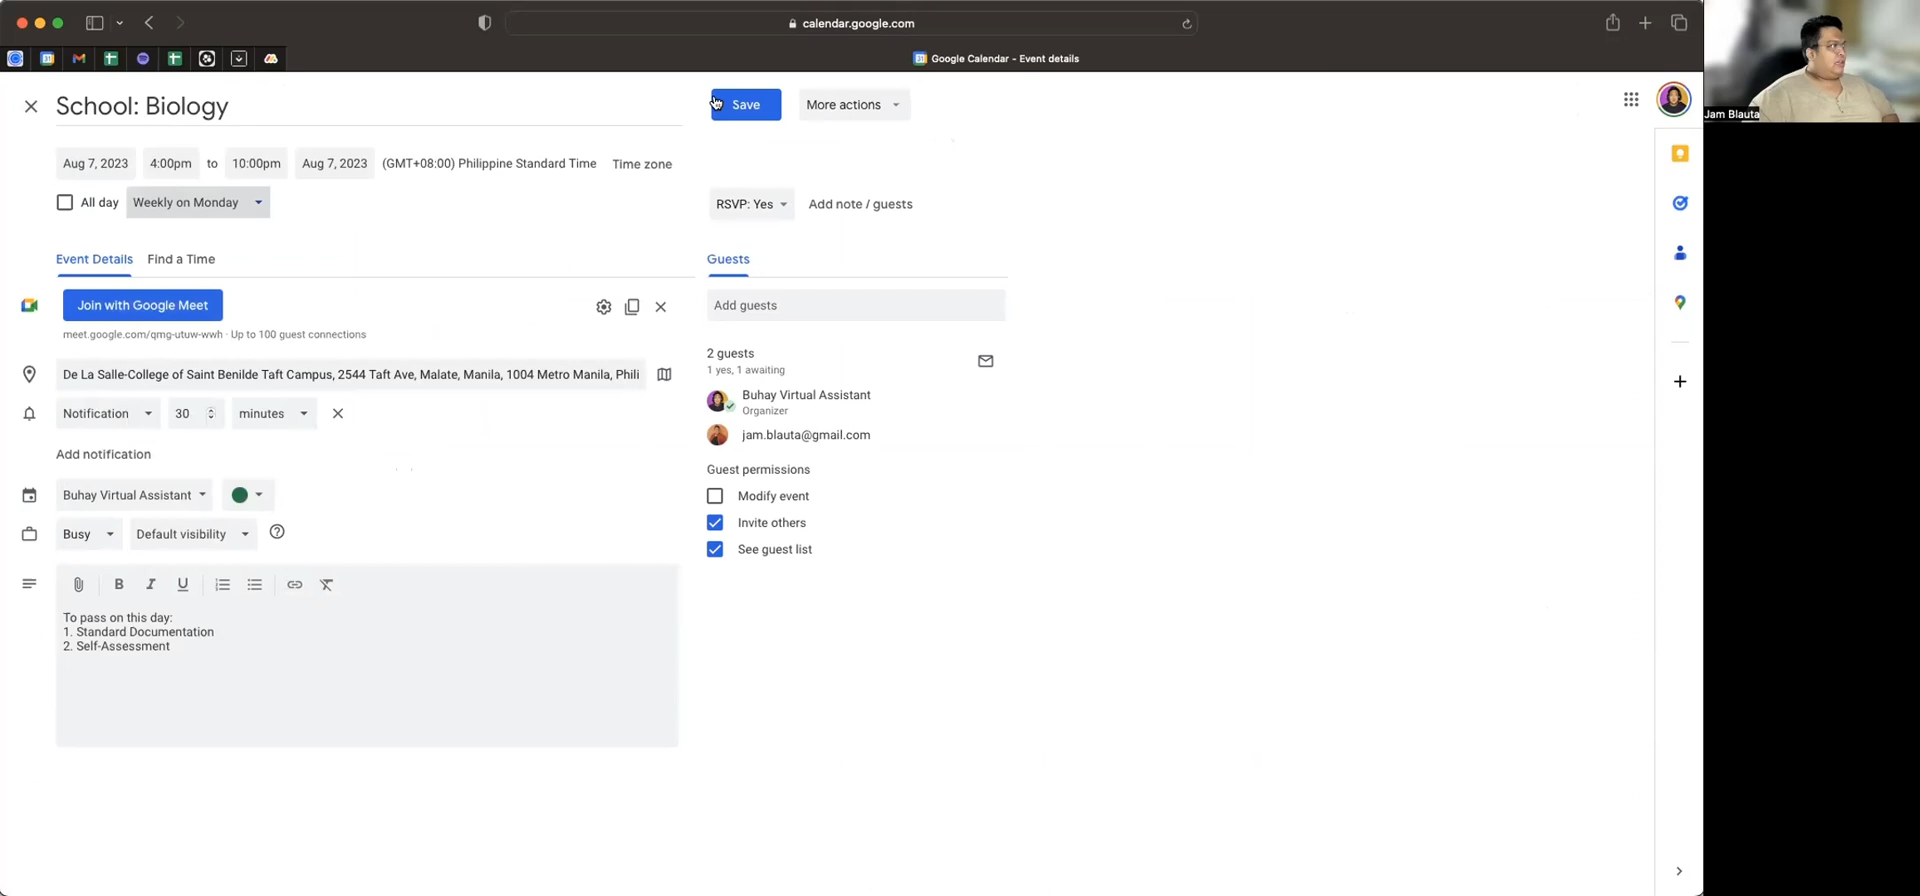 calendar.google.com
Google Calendar - Event details
School: Biology
Save
More actions
Jam Blauta
Aug 7, 2023 4:00pm to 10:00pm Aug 7, 2023 (GMT+08:00) Philippine Standard Time Time zone
All day Weekly on Monday
RSVP: Yes Add note / guests
Event Details Find a Time
Guests
Join with Google Meet
Add guests
meet.google.com/qmg-utuw-wwh · Up to 100 guest connections
2 guests
1 yes, 1 awaiting
De La Salle-College of Saint Benilde Taft Campus, 2544 Taft Ave, Malate, Manila, 1004 Metro Manila, Phili
Buhay Virtual Assistant
Organizer
Notification 30 minutes
jam.blauta@gmail.com
Add notification
Guest permissions
Buhay Virtual Assistant
Modify event
Busy Default visibility
Invite others
See guest list
B I U
To pass on this day:
1. Standard Documentation
2. Self-Assessment